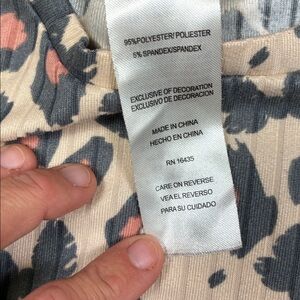 95%POLYESTER/ POLIESTER
5% SPANDEX/SPANDEX
EXCLUSIVE OF DECORATION
EXCLUSIVO DE DECORACION
MADE IN CHINA
HECHO EN CHINA
RN 16435
CARE ON REVERSE
VEA EL REVERSO
PARA SU CUIDADO